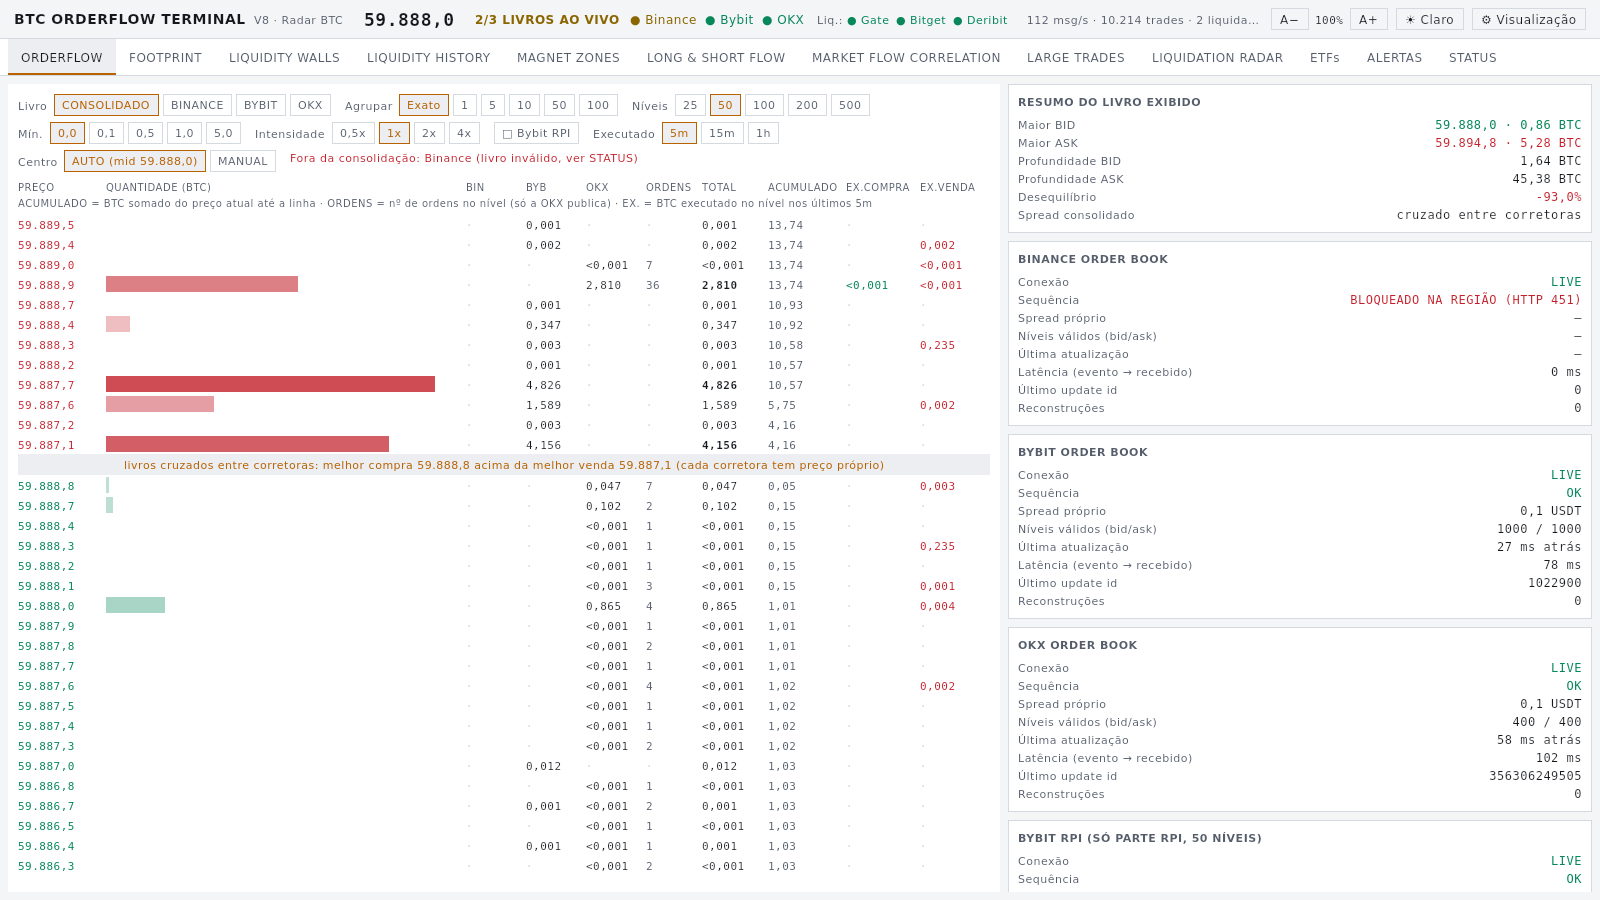 BTC ORDERFLOW TERMINAL V8 · Radar BTC 59.888,0 2/3 LIVROS AO VIVO ● Binance ● Bybit ● OKX Liq.: ● Gate ● Bitget ● Deribit 112 msg/s · 10.214 trades · 2 liquida... A− 100% A+ ☀ Claro ⚙ Visualização
ORDERFLOW FOOTPRINT LIQUIDITY WALLS LIQUIDITY HISTORY MAGNET ZONES LONG & SHORT FLOW MARKET FLOW CORRELATION LARGE TRADES LIQUIDATION RADAR ETFs ALERTAS STATUS
Livro CONSOLIDADO BINANCE BYBIT OKX Agrupar Exato 1 5 10 50 100 Níveis 25 50 100 200 500
Mín. 0,0 0,1 0,5 1,0 5,0 Intensidade 0,5x 1x 2x 4x □ Bybit RPI Executado 5m 15m 1h
Centro AUTO (mid 59.888,0) MANUAL Fora da consolidação: Binance (livro inválido, ver STATUS)
PREÇO QUANTIDADE (BTC) BIN BYB OKX ORDENS TOTAL ACUMULADO EX.COMPRA EX.VENDA
ACUMULADO = BTC somado do preço atual até a linha · ORDENS = nº de ordens no nível (só a OKX publica) · EX. = BTC executado no nível nos últimos 5m
59.889,5 · 0,001 · · 0,001 13,74 · ·
59.889,4 · 0,002 · · 0,002 13,74 · 0,002
59.889,0 · · <0,001 7 <0,001 13,74 · <0,001
59.888,9 · · 2,810 36 2,810 13,74 <0,001 <0,001
59.888,7 · 0,001 · · 0,001 10,93 · ·
59.888,4 · 0,347 · · 0,347 10,92 · ·
59.888,3 · 0,003 · · 0,003 10,58 · 0,235
59.888,2 · 0,001 · · 0,001 10,57 · ·
59.887,7 · 4,826 · · 4,826 10,57 · ·
59.887,6 · 1,589 · · 1,589 5,75 · 0,002
59.887,2 · 0,003 · · 0,003 4,16 · ·
59.887,1 · 4,156 · · 4,156 4,16 · ·
livros cruzados entre corretoras: melhor compra 59.888,8 acima da melhor venda 59.887,1 (cada corretora tem preço próprio)
59.888,8 · · 0,047 7 0,047 0,05 · 0,003
59.888,7 · · 0,102 2 0,102 0,15 · ·
59.888,4 · · <0,001 1 <0,001 0,15 · ·
59.888,3 · · <0,001 1 <0,001 0,15 · 0,235
59.888,2 · · <0,001 1 <0,001 0,15 · ·
59.888,1 · · <0,001 3 <0,001 0,15 · 0,001
59.888,0 · · 0,865 4 0,865 1,01 · 0,004
59.887,9 · · <0,001 1 <0,001 1,01 · ·
59.887,8 · · <0,001 2 <0,001 1,01 · ·
59.887,7 · · <0,001 1 <0,001 1,01 · ·
59.887,6 · · <0,001 4 <0,001 1,02 · 0,002
59.887,5 · · <0,001 1 <0,001 1,02 · ·
59.887,4 · · <0,001 1 <0,001 1,02 · ·
59.887,3 · · <0,001 2 <0,001 1,02 · ·
59.887,0 · 0,012 · · 0,012 1,03 · ·
59.886,8 · · <0,001 1 <0,001 1,03 · ·
59.886,7 · 0,001 <0,001 2 0,001 1,03 · ·
59.886,5 · · <0,001 1 <0,001 1,03 · ·
59.886,4 · 0,001 <0,001 1 0,001 1,03 · ·
59.886,3 · · <0,001 2 <0,001 1,03 · ·
RESUMO DO LIVRO EXIBIDO
Maior BID 59.888,0 · 0,86 BTC
Maior ASK 59.894,8 · 5,28 BTC
Profundidade BID 1,64 BTC
Profundidade ASK 45,38 BTC
Desequilíbrio -93,0%
Spread consolidado cruzado entre corretoras
BINANCE ORDER BOOK
Conexão LIVE
Sequência BLOQUEADO NA REGIÃO (HTTP 451)
Spread próprio —
Níveis válidos (bid/ask) —
Última atualização —
Latência (evento → recebido) 0 ms
Último update id 0
Reconstruções 0
BYBIT ORDER BOOK
Conexão LIVE
Sequência OK
Spread próprio 0,1 USDT
Níveis válidos (bid/ask) 1000 / 1000
Última atualização 27 ms atrás
Latência (evento → recebido) 78 ms
Último update id 1022900
Reconstruções 0
OKX ORDER BOOK
Conexão LIVE
Sequência OK
Spread próprio 0,1 USDT
Níveis válidos (bid/ask) 400 / 400
Última atualização 58 ms atrás
Latência (evento → recebido) 102 ms
Último update id 356306249505
Reconstruções 0
BYBIT RPI (SÓ PARTE RPI, 50 NÍVEIS)
Conexão LIVE
Sequência OK